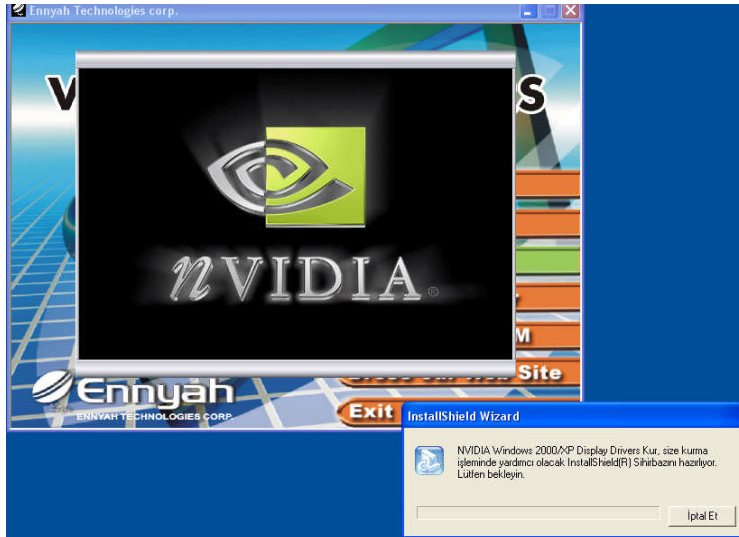 Ennyah Technologies corp.
V
S
nVIDIA®
M
Site
Ennyah
ENNYAH TECHNOLOGIES CORP.
Exit
InstallShield Wizard
NVIDIA Windows 2000/XP Display Drivers Kur, size kurma
işleminde yardımcı olacak InstallShield(R) Sihirbazını hazırlıyor.
Lütfen bekleyin.
İptal Et